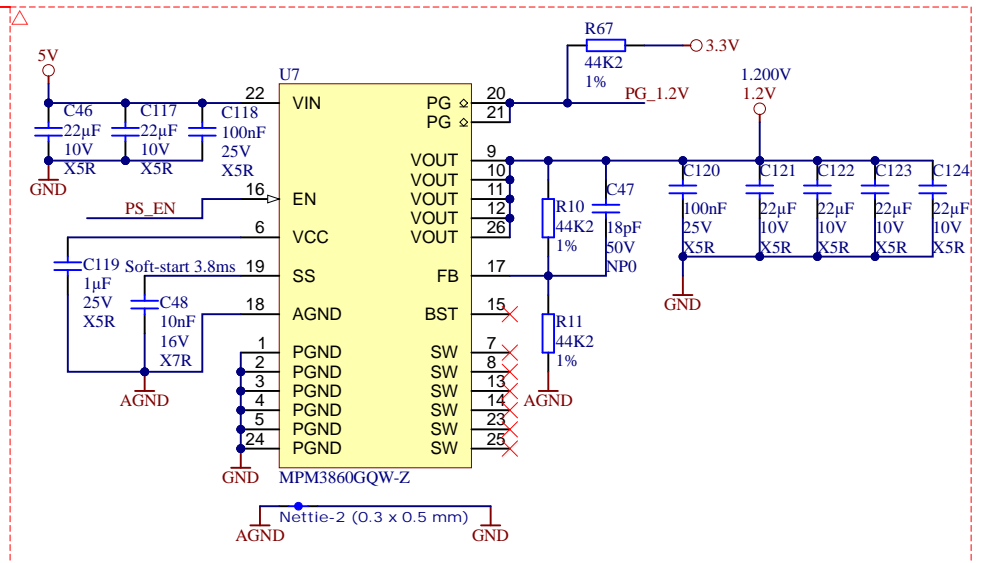 R67
44K2
1%
3.3V
5V
U7
1.200V
1.2V
22 VIN
PG 20
PG 21
PG_1.2V
C46
22µF
10V
X5R
C117
22µF
10V
X5R
C118
100nF
25V
X5R
GND
VOUT 9
VOUT 10
VOUT 11
VOUT 12
VOUT 26
16 EN
PS_EN
R10
44K2
1%
C47
18pF
50V
NP0
C120
100nF
25V
X5R
C121
22µF
10V
X5R
C122
22µF
10V
X5R
C123
22µF
10V
X5R
C124
22µF
10V
X5R
GND
6 VCC
C119
1µF
25V
X5R
Soft-start 3.8ms
19 SS
FB 17
C48
10nF
16V
X7R
18 AGND
BST 15
R11
44K2
1%
AGND
AGND
1 PGND
2 PGND
3 PGND
4 PGND
5 PGND
24 PGND
SW 7
SW 8
SW 13
SW 14
SW 23
SW 25
GND
MPM3860GQW-Z
Nettie-2 (0.3 x 0.5 mm)
AGND
GND